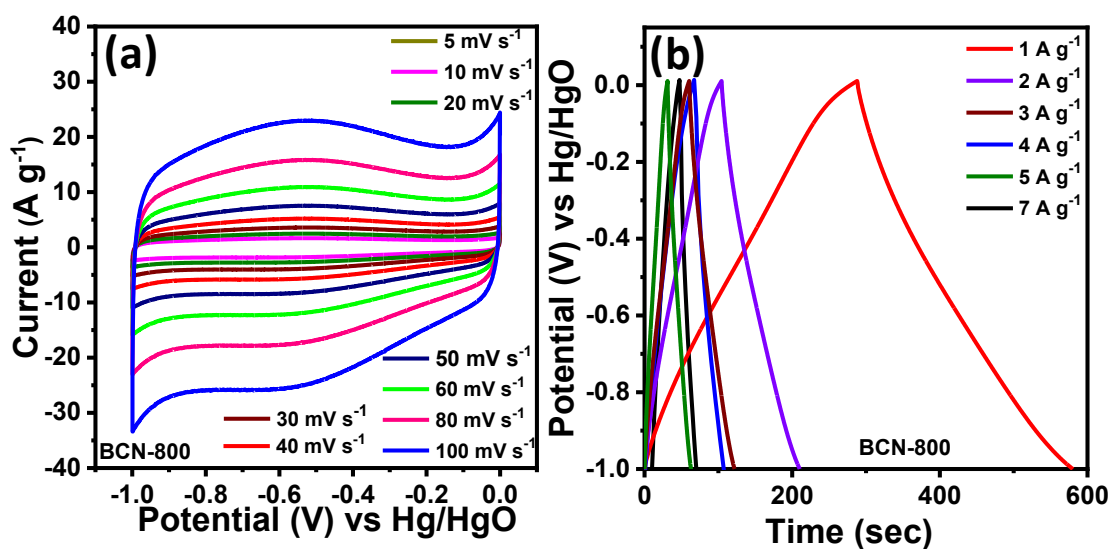 (a)
5 mV s⁻¹
10 mV s⁻¹
20 mV s⁻¹
50 mV s⁻¹
60 mV s⁻¹
80 mV s⁻¹
100 mV s⁻¹
30 mV s⁻¹
40 mV s⁻¹
BCN-800
40
30
20
10
0
-10
-20
-30
-40
Current (A g⁻¹)
-1.0
-0.8
-0.6
-0.4
-0.2
0.0
Potential (V) vs Hg/HgO
(b)
1 A g⁻¹
2 A g⁻¹
3 A g⁻¹
4 A g⁻¹
5 A g⁻¹
7 A g⁻¹
BCN-800
0.0
-0.2
-0.4
-0.6
-0.8
-1.0
Potential (V) vs Hg/HgO
0
200
400
600
Time (sec)